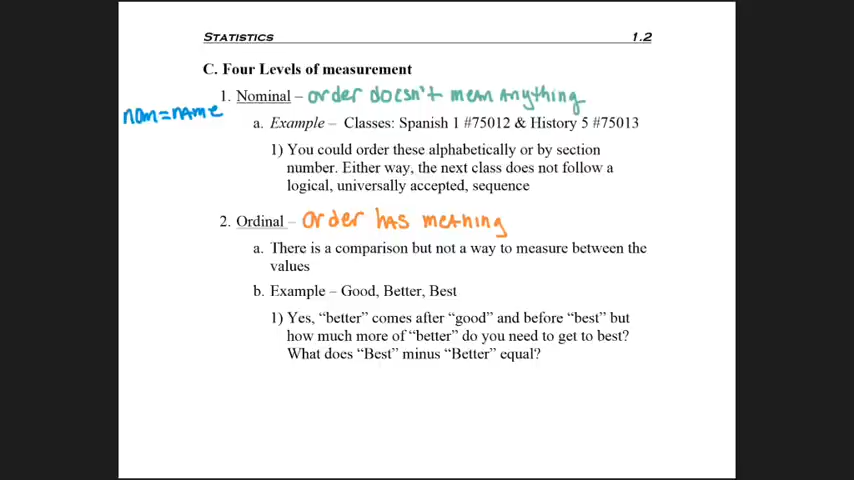 STATISTICS 1.2
C. Four Levels of measurement
1. Nominal – order doesn't mean anything
nom=name
a. Example – Classes: Spanish 1 #75012 & History 5 #75013
1) You could order these alphabetically or by section
number. Either way, the next class does not follow a
logical, universally accepted, sequence
2. Ordinal – order has meaning
a. There is a comparison but not a way to measure between the
values
b. Example – Good, Better, Best
1) Yes, “better” comes after “good” and before “best” but
how much more of “better” do you need to get to best?
What does “Best” minus “Better” equal?